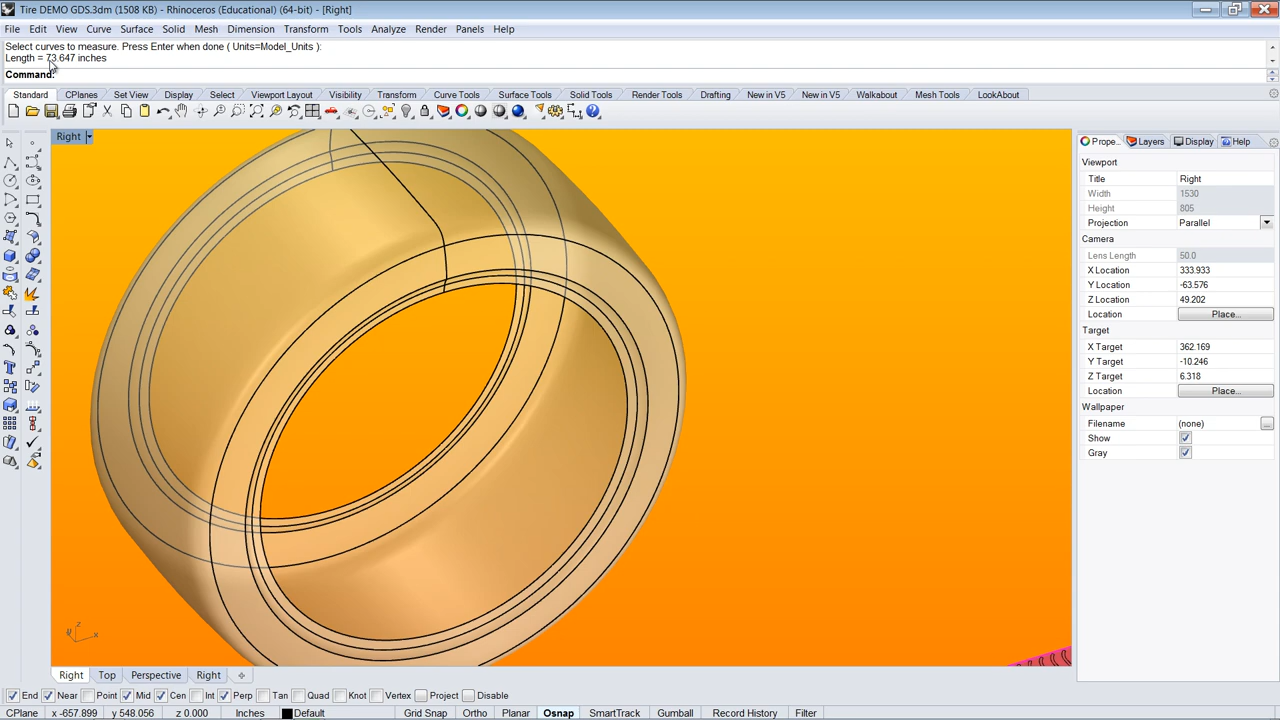 Tire DEMO GDS.3dm (1508 KB) - Rhinoceros (Educational) (64-bit) - [Right]
File Edit View Curve Surface Solid Mesh Dimension Transform Tools Analyze Render Panels Help
Select curves to measure. Press Enter when done ( Units=Model_Units ):
Length = 73.647 inches
Command:
Standard CPlanes Set View Display Select Viewport Layout Visibility Transform Curve Tools Surface Tools Solid Tools Mesh Tools Render Tools Drafting New in V5 New in V5 Walkabout Mesh Tools LookAbout
Right
Prope... Layers Display Help
Viewport
Title Right
Width 1530
Height 805
Projection Parallel
Camera
Lens Length 50.0
X Location 333.933
Y Location -63.576
Z Location 49.202
Location Place...
Target
X Target 362.169
Y Target -10.246
Z Target 6.318
Location Place...
Wallpaper
Filename (none) ...
Show
Gray
z
y x
Right Top Perspective Right
End Near Point Mid Cen Int Perp Tan Quad Knot Vertex Project Disable
CPlane x -657.899 y 548.056 z 0.000 Inches Default Grid Snap Ortho Planar Osnap SmartTrack Gumball Record History Filter